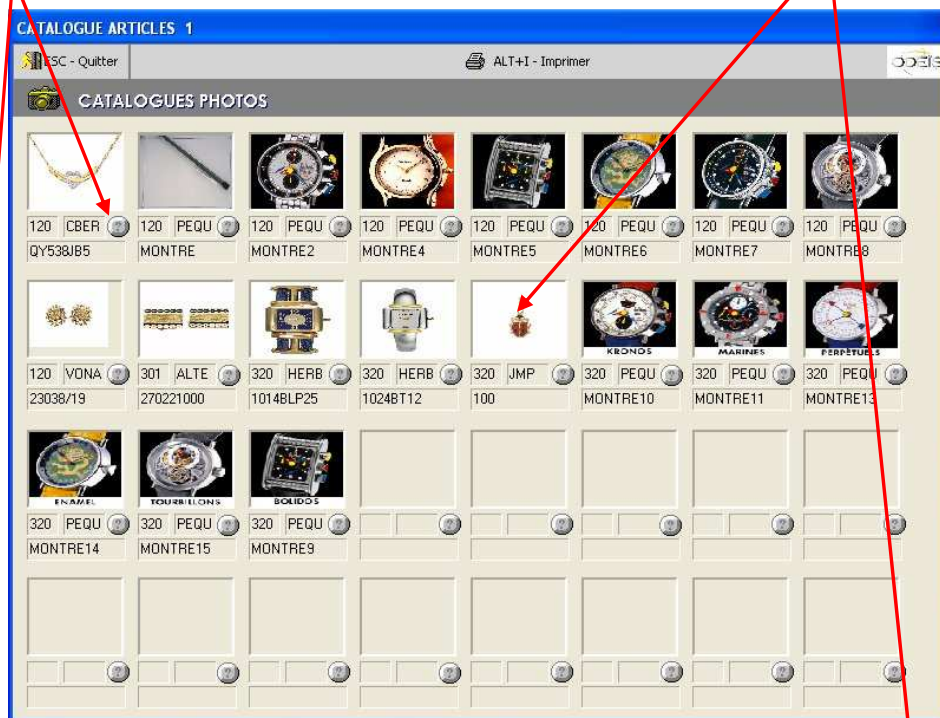 CATALOGUE ARTICLES 1
ESC - Quitter ALT+I - Imprimer
CATALOGUES PHOTOS
120 CBER ? 120 PEQU ? 120 PEQU ? 120 PEQU ? 120 PEQU ? 120 PEQU ? 120 PEQU ? 120 PEQU ?
QY538JB5 MONTRE MONTRE2 MONTRE4 MONTRE5 MONTRE6 MONTRE7 MONTRE8
KRONOS MARINES PERPÉTUELS
120 VONA ? 301 ALTE ? 320 HERB ? 320 HERB ? 320 JMP ? 320 PEQU ? 320 PEQU ? 320 PEQU ?
23038/19 270221000 1014BLP25 1024BT12 100 MONTRE10 MONTRE11 MONTRE13
ENAMEL TOURBILLONS BOLIDOS
320 PEQU ? 320 PEQU ? 320 PEQU ? ? ? ? ? ?
MONTRE14 MONTRE15 MONTRE9
? ? ? ? ? ? ? ?